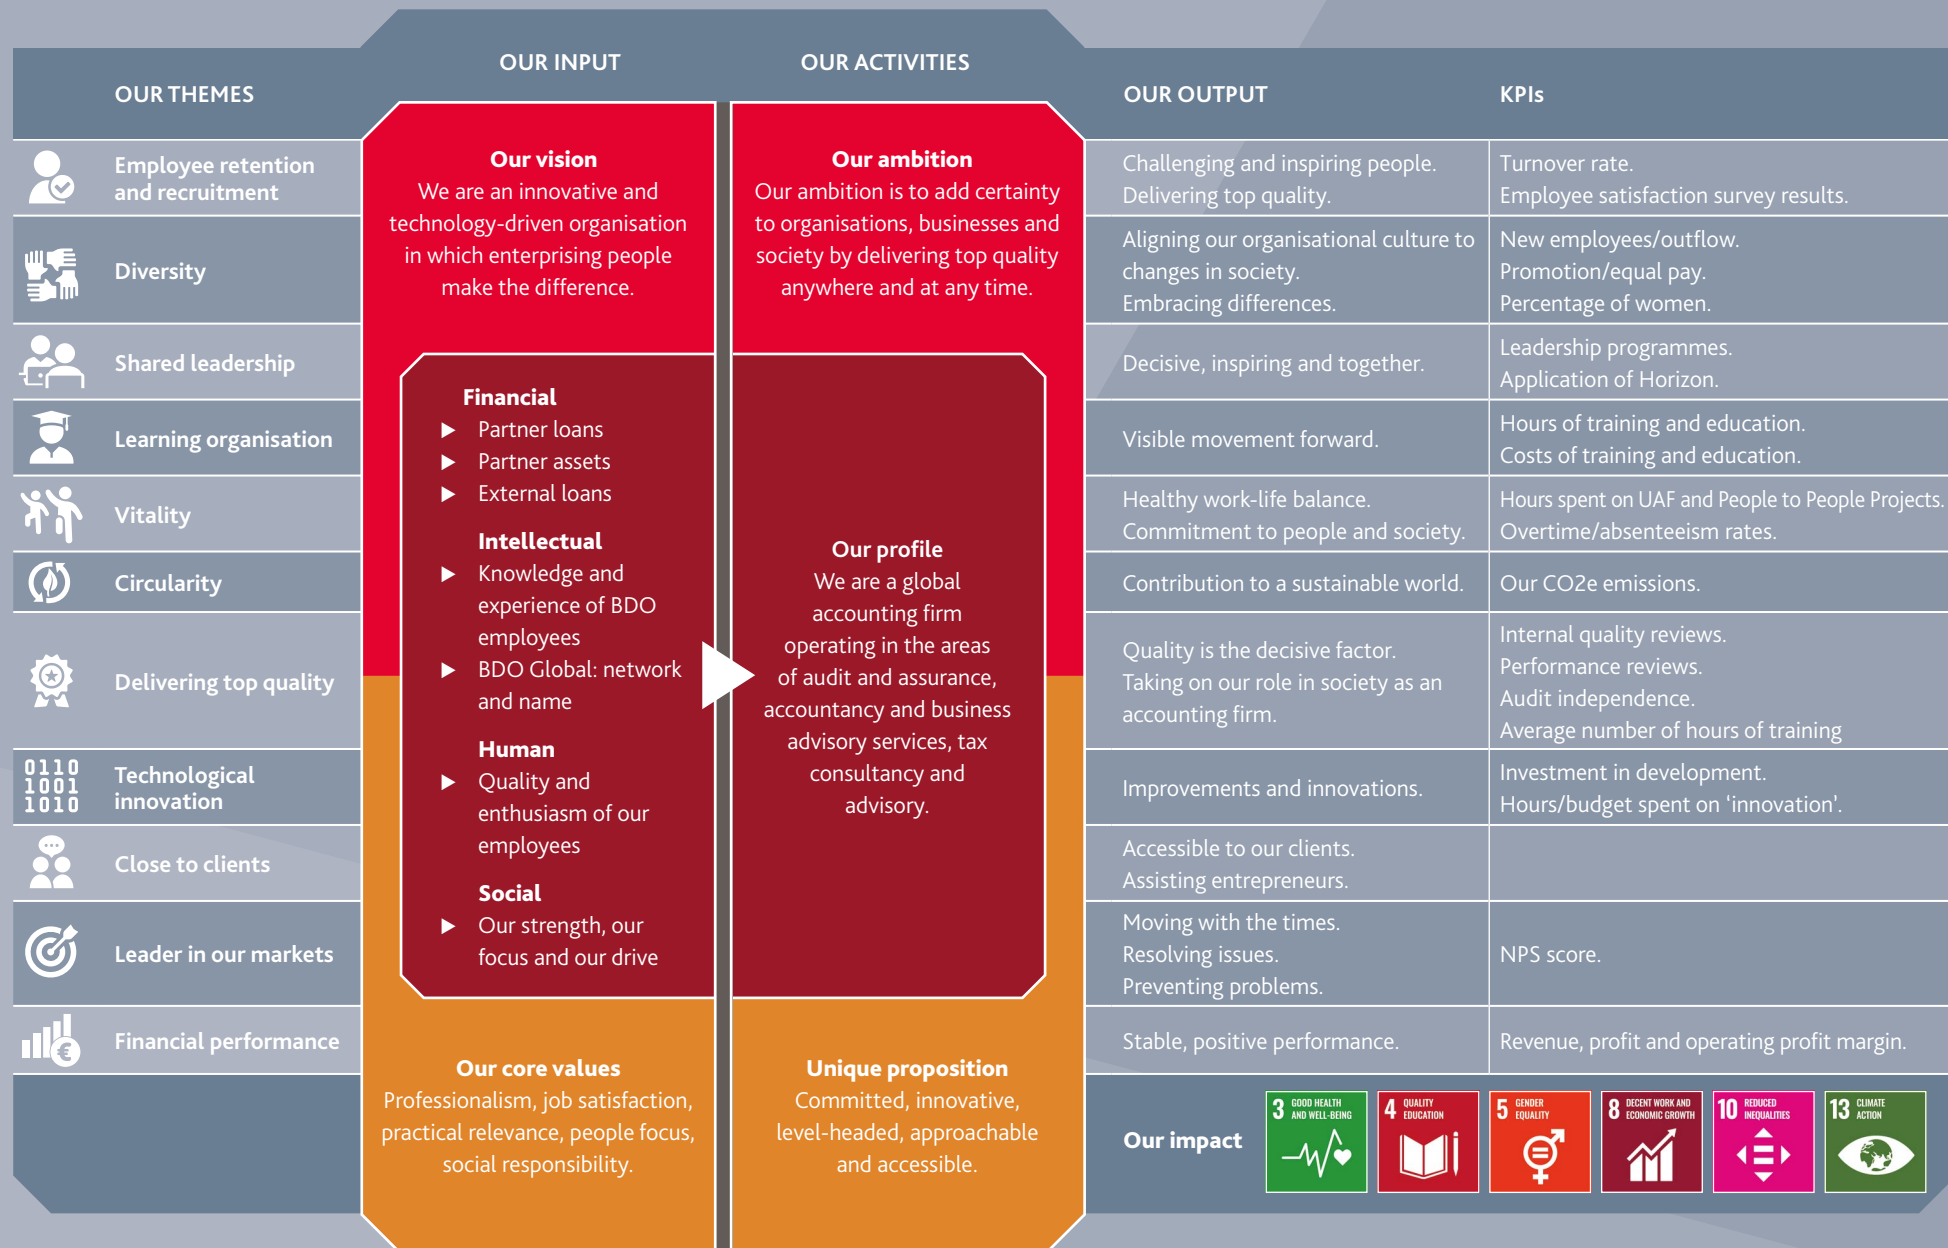 OUR THEMES
OUR INPUT
OUR ACTIVITIES
OUR OUTPUT
KPIs
Employee retention
and recruitment
Diversity
Shared leadership
Learning organisation
Vitality
Circularity
Delivering top quality
0110
1001
1010
Technological
innovation
Close to clients
Leader in our markets
Financial performance
Our vision
We are an innovative and
technology-driven organisation
in which enterprising people
make the difference.
Financial
▶ Partner loans
▶ Partner assets
▶ External loans
Intellectual
▶ Knowledge and
experience of BDO
employees
▶ BDO Global: network
and name
Human
▶ Quality and
enthusiasm of our
employees
Social
▶ Our strength, our
focus and our drive
Our core values
Professionalism, job satisfaction,
practical relevance, people focus,
social responsibility.
Our ambition
Our ambition is to add certainty
to organisations, businesses and
society by delivering top quality
anywhere and at any time.
Our profile
We are a global
accounting firm
operating in the areas
of audit and assurance,
accountancy and business
advisory services, tax
consultancy and
advisory.
Unique proposition
Committed, innovative,
level-headed, approachable
and accessible.
Challenging and inspiring people.
Delivering top quality.
Turnover rate.
Employee satisfaction survey results.
Aligning our organisational culture to
changes in society.
Embracing differences.
New employees/outflow.
Promotion/equal pay.
Percentage of women.
Decisive, inspiring and together.
Leadership programmes.
Application of Horizon.
Visible movement forward.
Hours of training and education.
Costs of training and education.
Healthy work-life balance.
Commitment to people and society.
Hours spent on UAF and People to People Projects.
Overtime/absenteeism rates.
Contribution to a sustainable world.
Our CO2e emissions.
Quality is the decisive factor.
Taking on our role in society as an
accounting firm.
Internal quality reviews.
Performance reviews.
Audit independence.
Average number of hours of training
Improvements and innovations.
Investment in development.
Hours/budget spent on ‘innovation’.
Accessible to our clients.
Assisting entrepreneurs.
Moving with the times.
Resolving issues.
Preventing problems.
NPS score.
Stable, positive performance.
Revenue, profit and operating profit margin.
Our impact
3 GOOD HEALTH
AND WELL-BEING
4 QUALITY
EDUCATION
5 GENDER
EQUALITY
8 DECENT WORK AND
ECONOMIC GROWTH
10 REDUCED
INEQUALITIES
13 CLIMATE
ACTION